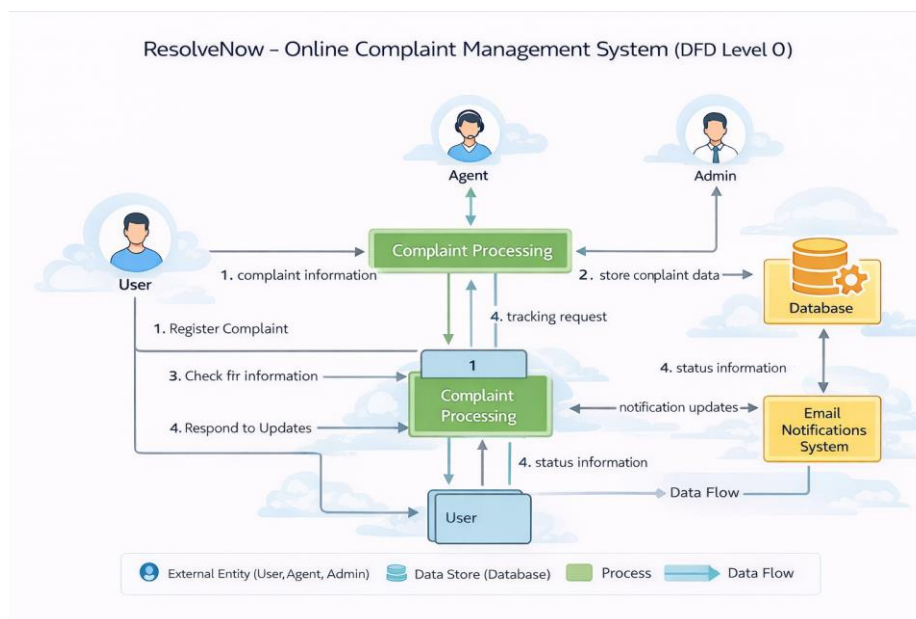 ResolveNow – Online Complaint Management System (DFD Level 0)
Agent
Admin
User
Complaint Processing
1. complaint information
2. store conplaint data
Database
1. Register Complaint
4. tracking request
1
3. Check fır information
Complaint
Processing
4. status information
notification updates
Email
Notifications
System
4. Respond to Updates
4. status information
User
Data Flow
External Entity (User, Agent, Admin)
Data Store (Database)
Process
Data Flow